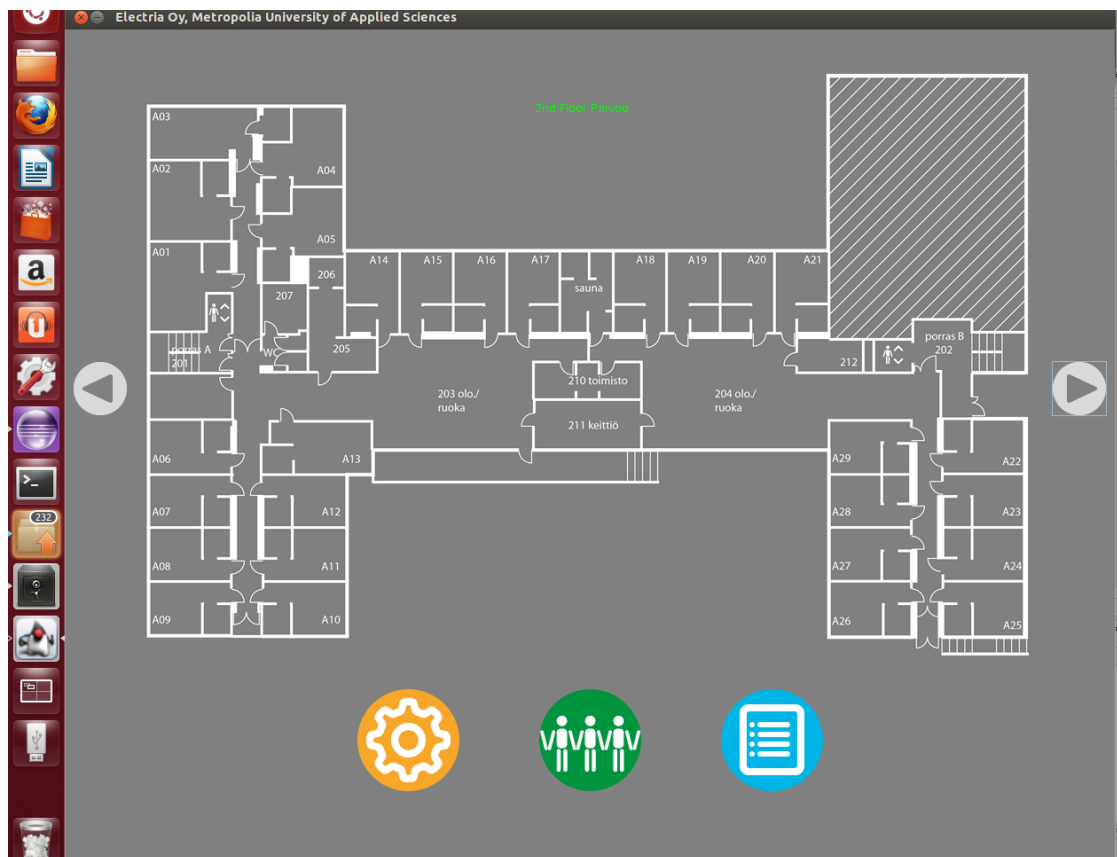 Electria Oy, Metropolia University of Applied Sciences
2nd Floor Porvoo
A03
A02
A04
A05
A01
206
207
A14
A15
A16
A17
sauna
A18
A19
A20
A21
porras A
201
WC
205
porras B
202
212
203 olo./
ruoka
210 toimisto
204 olo./
ruoka
211 keittiö
A06
A13
A29
A22
A07
A12
A28
A23
A08
A11
A27
A24
A09
A10
A26
A25
a
>_
232